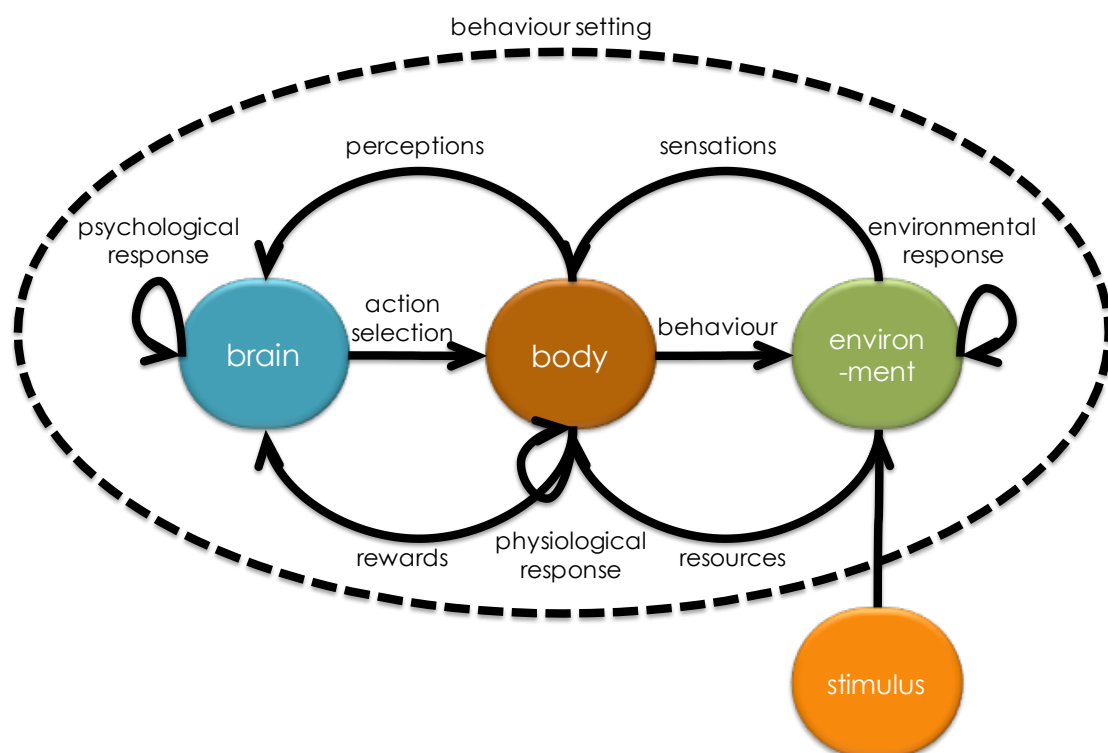 behaviour setting
perceptions
sensations
psychological
response
environmental
response
action
selection
behaviour
brain
body
environ
-ment
rewards
physiological
response
resources
stimulus